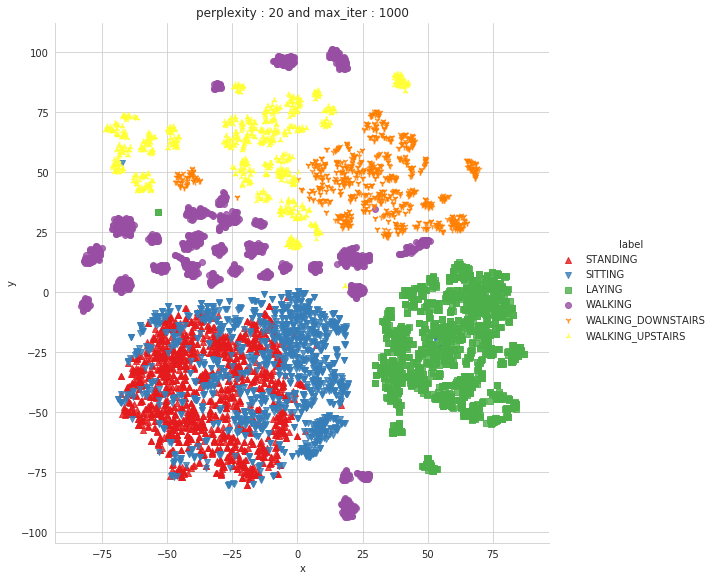 perplexity : 20 and max_iter : 1000
100
75
50
25
0
−25
−50
−75
−100
y
−75
−50
−25
0
25
50
75
x
label
STANDING
SITTING
LAYING
WALKING
WALKING_DOWNSTAIRS
WALKING_UPSTAIRS